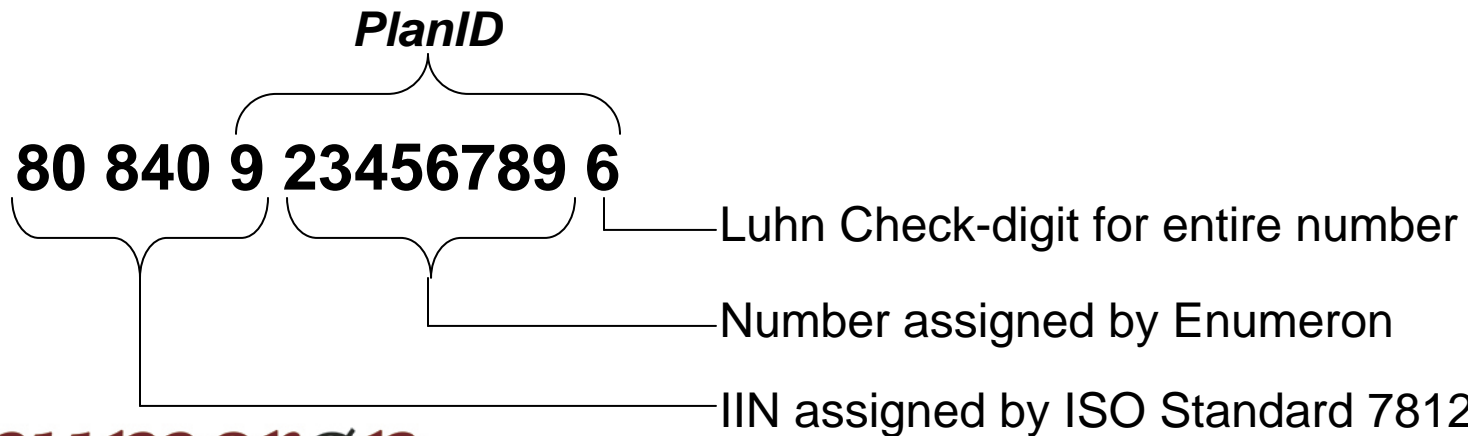 PlanID
80 840 9 23456789 6
Luhn Check-digit for entire number
Number assigned by Enumeron
IIN assigned by ISO Standard 7812